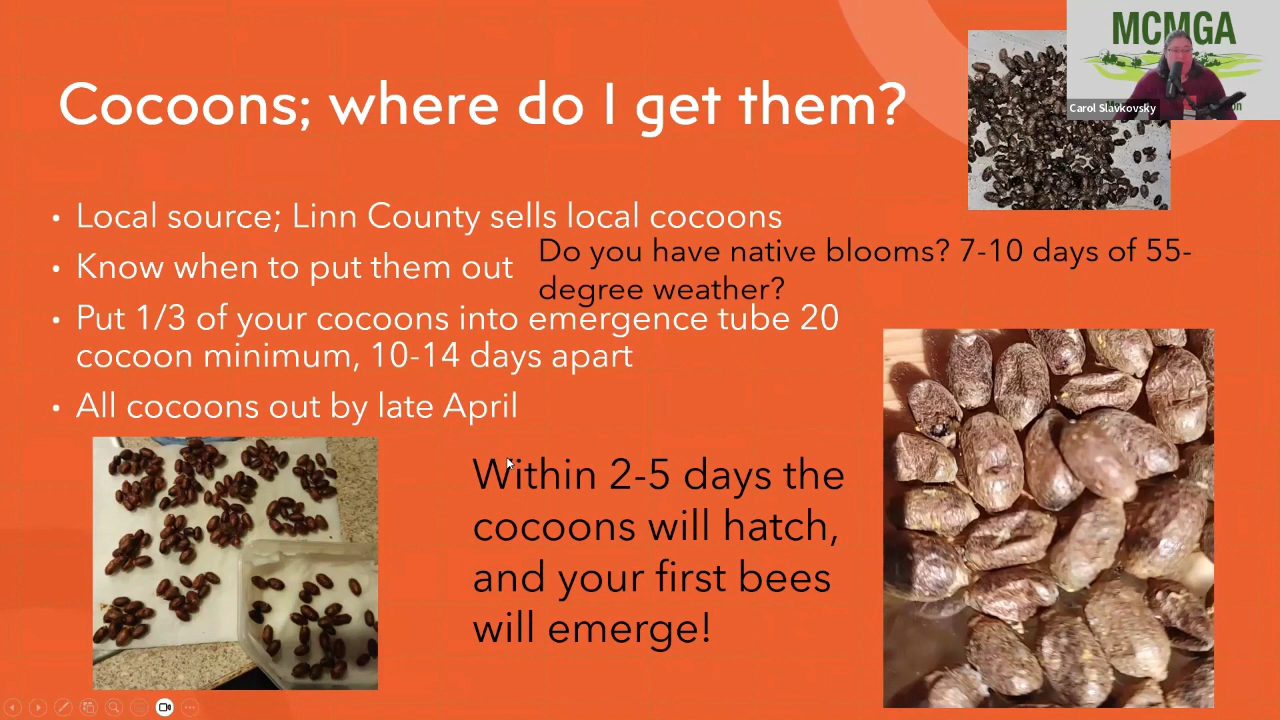 MCMGA
Carol Slavkovsky
Cocoons; where do I get them?
• Local source; Linn County sells local cocoons
• Know when to put them out
Do you have native blooms? 7-10 days of 55-
degree weather?
• Put 1/3 of your cocoons into emergence tube 20
cocoon minimum, 10-14 days apart
• All cocoons out by late April
Within 2-5 days the
cocoons will hatch,
and your first bees
will emerge!